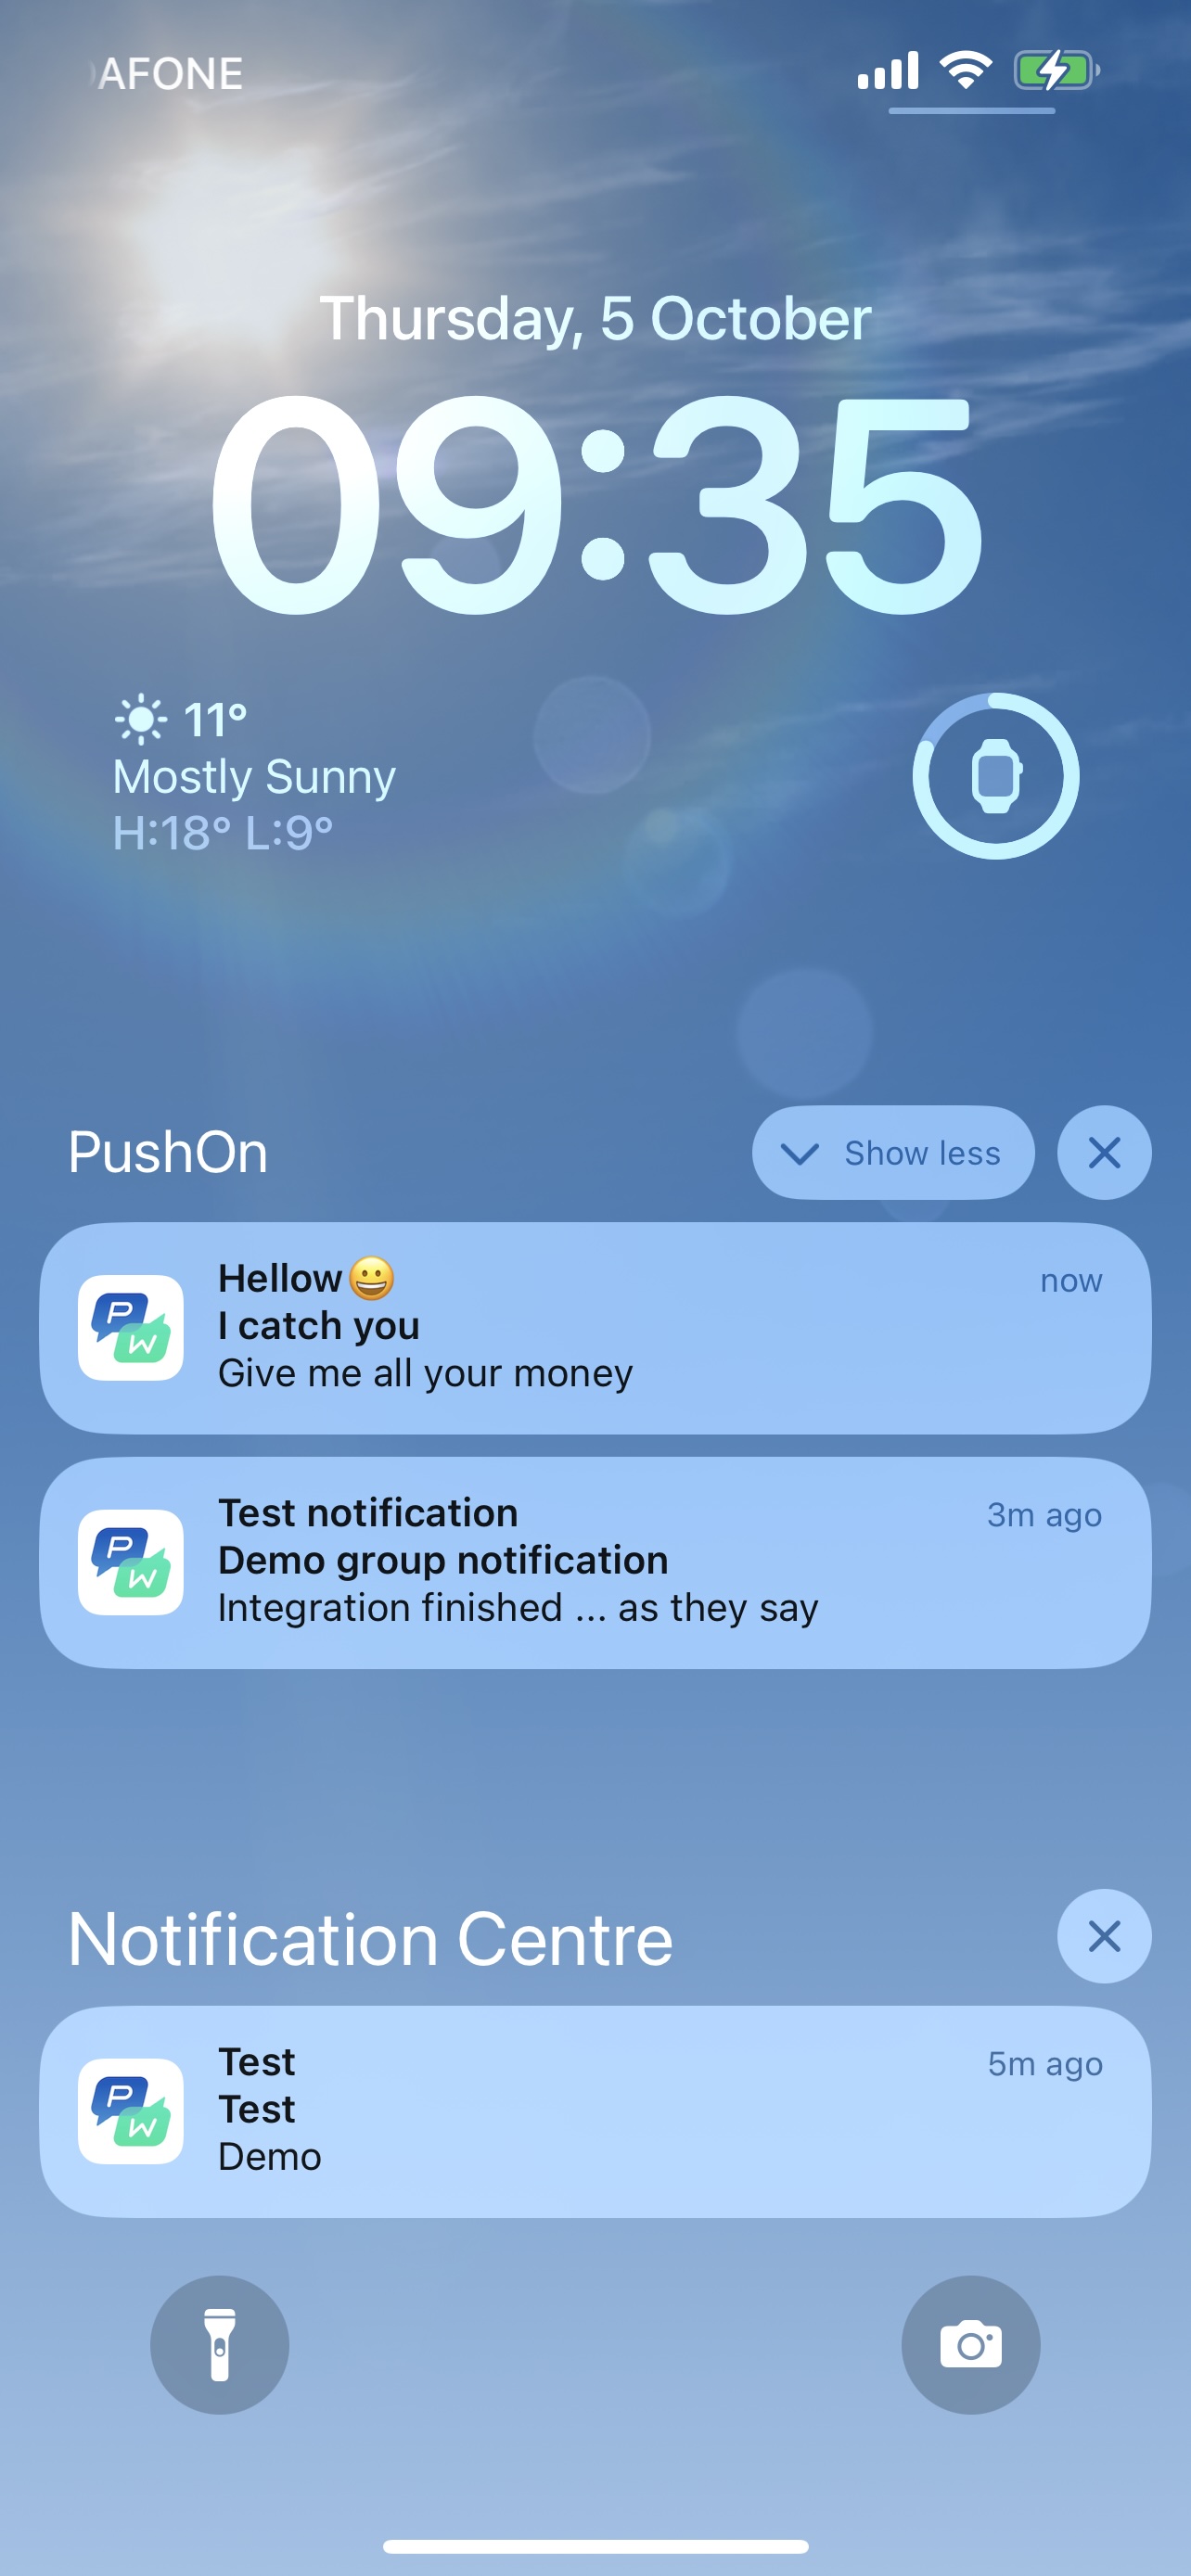 AFONE
Thursday, 5 October
09:35
11°
Mostly Sunny
H:18° L:9°
PushOn
Show less
Hellow😀
now
I catch you
Give me all your money
Test notification
3m ago
Demo group notification
Integration finished ... as they say
Notification Centre
Test
5m ago
Test
Demo
P
W
P
W
P
W